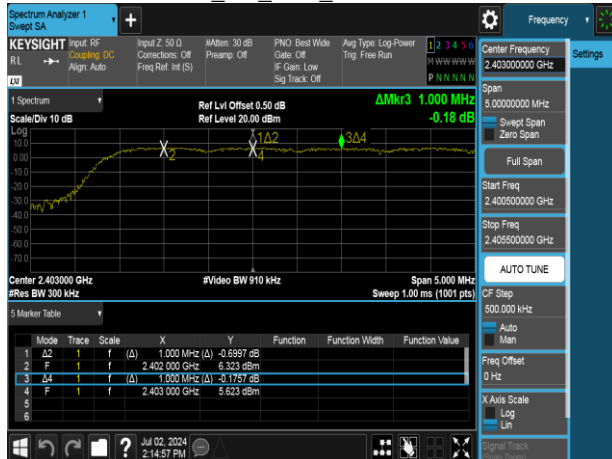 Spectrum Analyzer 1
Swept SA
+
Frequency
KEYSIGHT
RL
LXI
Input: RF
Coupling: DC
Align: Auto
Input Z: 50 Ω
Corrections: Off
Freq Ref: Int (S)
#Atten: 30 dB
Preamp: Off
PNO: Best Wide
Gate: Off
IF Gain: Low
Sig Track: Off
Avg Type: Log-Power
Trig: Free Run
1 2 3 4 5 6
M W W W W W
P N N N N N
Center Frequency
2.403000000 GHz
Settings
Span
5.00000000 MHz
Swept Span
Zero Span
Full Span
Start Freq
2.400500000 GHz
Stop Freq
2.405500000 GHz
AUTO TUNE
CF Step
500.000 kHz
Auto
Man
Freq Offset
0 Hz
X Axis Scale
Log
Lin
Signal Track
(Span Zoom)
1 Spectrum
Scale/Div 10 dB
Ref Lvl Offset 0.50 dB
Ref Level 20.00 dBm
ΔMkr3 1.000 MHz
-0.18 dB
Log
10.0
0.00
-10.0
-20.0
-30.0
-40.0
-50.0
-60.0
-70.0
2
1Δ2
4
3Δ4
Center 2.403000 GHz
#Res BW 300 kHz
#Video BW 910 kHz
Span 5.000 MHz
Sweep 1.00 ms (1001 pts)
5 Marker Table
Mode Trace Scale X Y Function Function Width Function Value
1 Δ2 1 f (Δ) 1.000 MHz (Δ) -0.6997 dB
2 F 1 f 2.402 000 GHz 6.323 dBm
3 Δ4 1 f (Δ) 1.000 MHz (Δ) -0.1757 dB
4 F 1 f 2.403 000 GHz 5.623 dBm
5
6
?
Jul 02, 2024
2:14:57 PM